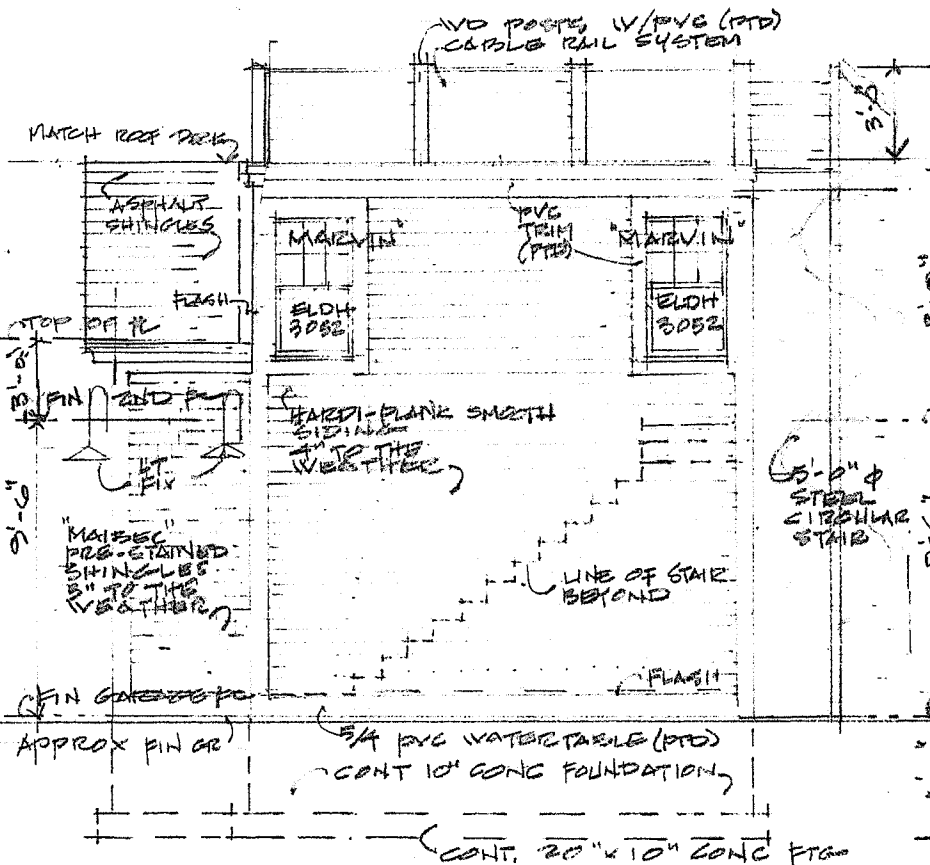 WD POSTS, W/PVC (PTD)
CABLE RAIL SYSTEM
3'-5"
MATCH ROOF DECK
ASPHALT
SHINGLES
"MARVIN"
PVC
TRIM
(PTD)
"MARVIN"
FLASH
ELDH
3052
ELDH
3052
TOP OF PL
FIN 2ND FL
HARDI-PLANK SMOOTH
SIDING
4" TO THE
WEATHER
LT
FIX
9'-6"
5'-0" φ
STEEL
CIRCULAR
STAIR
"MAIBEC"
PRE-STAINED
SHINGLES
5" TO THE
WEATHER
LINE OF STAIR
BEYOND
FLASH
FIN GARAGE FL
APPROX FIN GR
5/4 PVC WATERTABLE (PTD)
CONT 10" CONC FOUNDATION
CONT. 20" x 10" CONC FTG